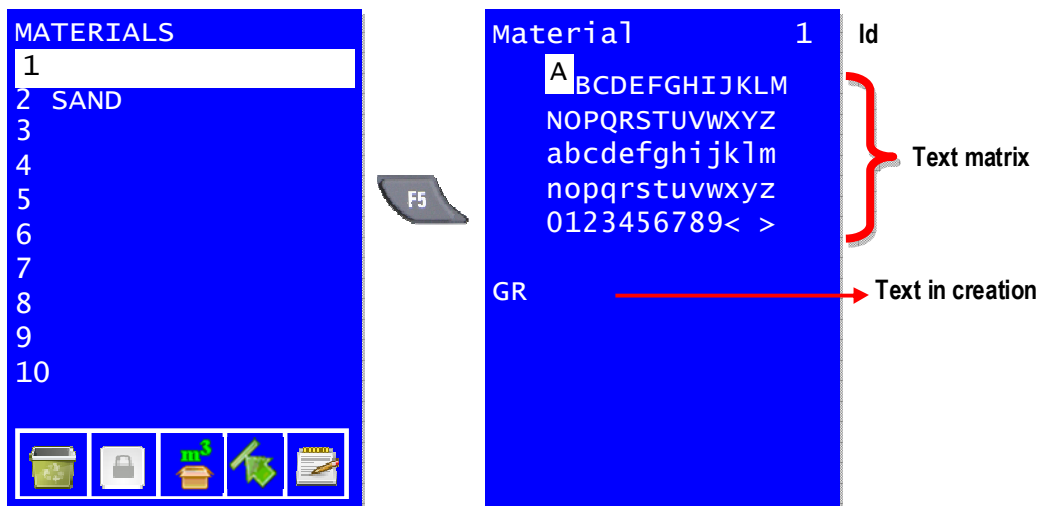 MATERIALS
1
2 SAND
3
4
5
6
7
8
9
10
m³
F5
Material 1
Id
A BCDEFGHIJKLM
NOPQRSTUVWXYZ
abcdefghijklm
nopqrstuvwxyz
0123456789< >
Text matrix
GR
Text in creation